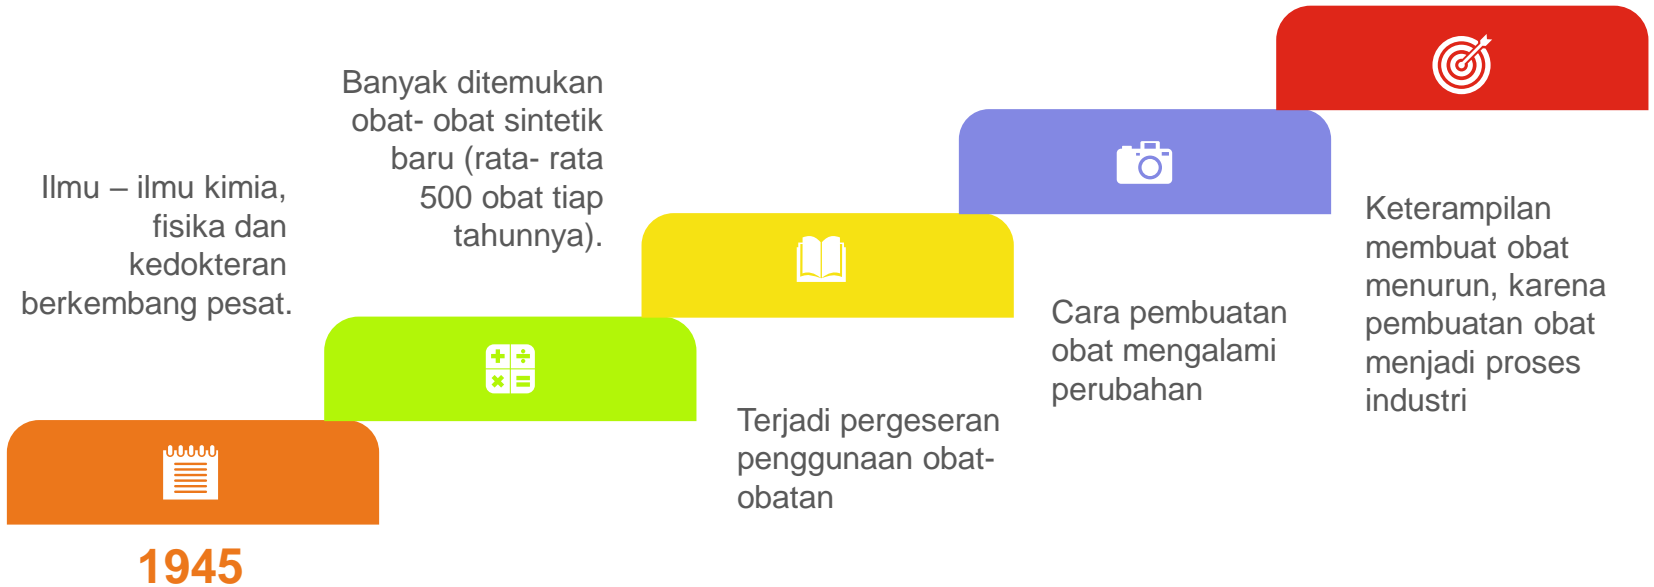 Ilmu – ilmu kimia,
fisika dan
kedokteran
berkembang pesat.
1945
Banyak ditemukan
obat- obat sintetik
baru (rata- rata
500 obat tiap
tahunnya).
Terjadi pergeseran
penggunaan obat-
obatan
Cara pembuatan
obat mengalami
perubahan
Keterampilan
membuat obat
menurun, karena
pembuatan obat
menjadi proses
industri